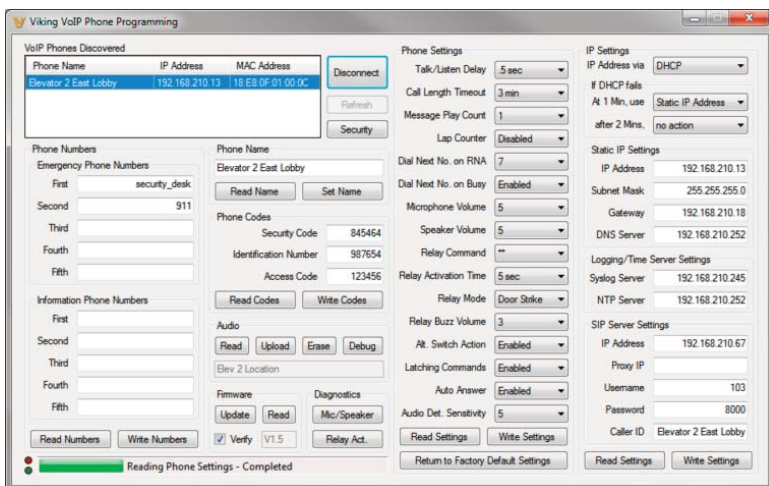 Viking VoIP Phone Programming
VoIP Phones Discovered
Phone Name IP Address MAC Address
Elevator 2 East Lobby 192.168.210.13 18:E8:0F:01:00:0C
Disconnect
Refresh
Security
Phone Numbers
Emergency Phone Numbers
First security_desk
Second 911
Third
Fourth
Fifth
Information Phone Numbers
First
Second
Third
Fourth
Fifth
Read Numbers Write Numbers
Phone Name
Elevator 2 East Lobby
Read Name Set Name
Phone Codes
Security Code 845464
Identification Number 987654
Access Code 123456
Read Codes Write Codes
Audio
Read Upload Erase Debug
Elev 2 Location
Firmware
Update Read
Verify V1.5
Diagnostics
Mic/Speaker
Relay Act.
Reading Phone Settings - Completed
Phone Settings
Talk/Listen Delay .5 sec
Call Length Timeout 3 min
Message Play Count 1
Lap Counter Disabled
Dial Next No. on RNA 7
Dial Next No. on Busy Enabled
Microphone Volume 5
Speaker Volume 5
Relay Command **
Relay Activation Time 5 sec
Relay Mode Door Strike
Relay Buzz Volume 3
Alt. Switch Action Enabled
Latching Commands Enabled
Auto Answer Enabled
Audio Det. Sensitivity 5
Read Settings Write Settings
Return to Factory Default Settings
IP Settings
IP Address via DHCP
If DHCP fails
At 1 Min, use Static IP Address
after 2 Mins, no action
Static IP Settings
IP Address 192.168.210.13
Subnet Mask 255.255.255.0
Gateway 192.168.210.18
DNS Server 192.168.210.252
Logging/Time Server Settings
Syslog Server 192.168.210.245
NTP Server 192.168.210.252
SIP Server Settings
IP Address 192.168.210.67
Proxy IP
Username 103
Password 8000
Caller ID Elevator 2 East Lobby
Read Settings Write Settings